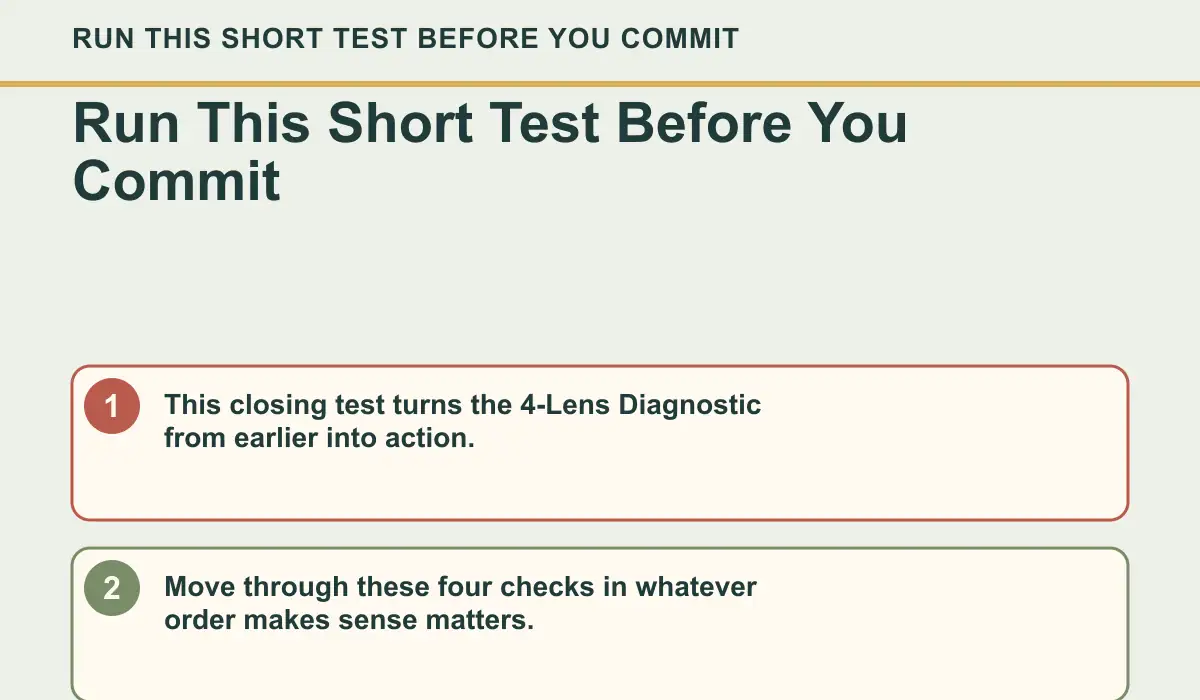 RUN THIS SHORT TEST BEFORE YOU COMMIT
Run This Short Test Before You
Commit
1
This closing test turns the 4-Lens Diagnostic
from earlier into action.
2
Move through these four checks in whatever
order makes sense matters.